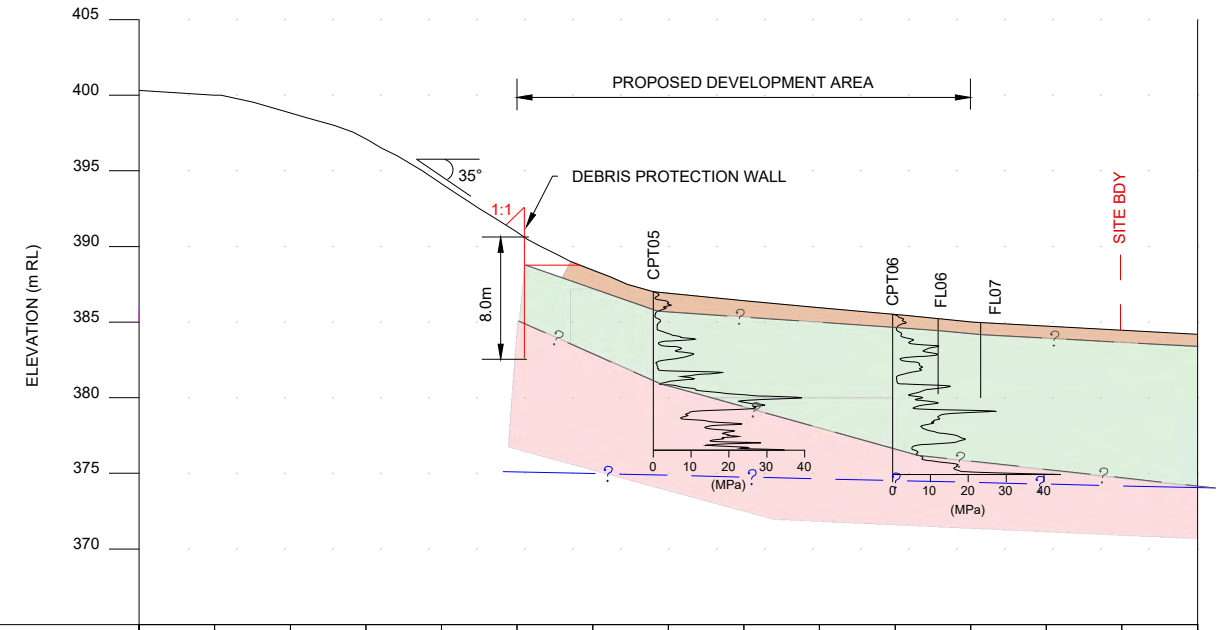 405
PROPOSED DEVELOPMENT AREA
400
395
35°
DEBRIS PROTECTION WALL
1:1
SITE BDY
390
ELEVATION (m RL)
8.0m
CPT05
CPT06
FL06
FL07
385
?
?
?
380
?
?
?
375
?
?
?
?
0 10 20 30 40
(MPa)
0 10 20 30 40
(MPa)
370